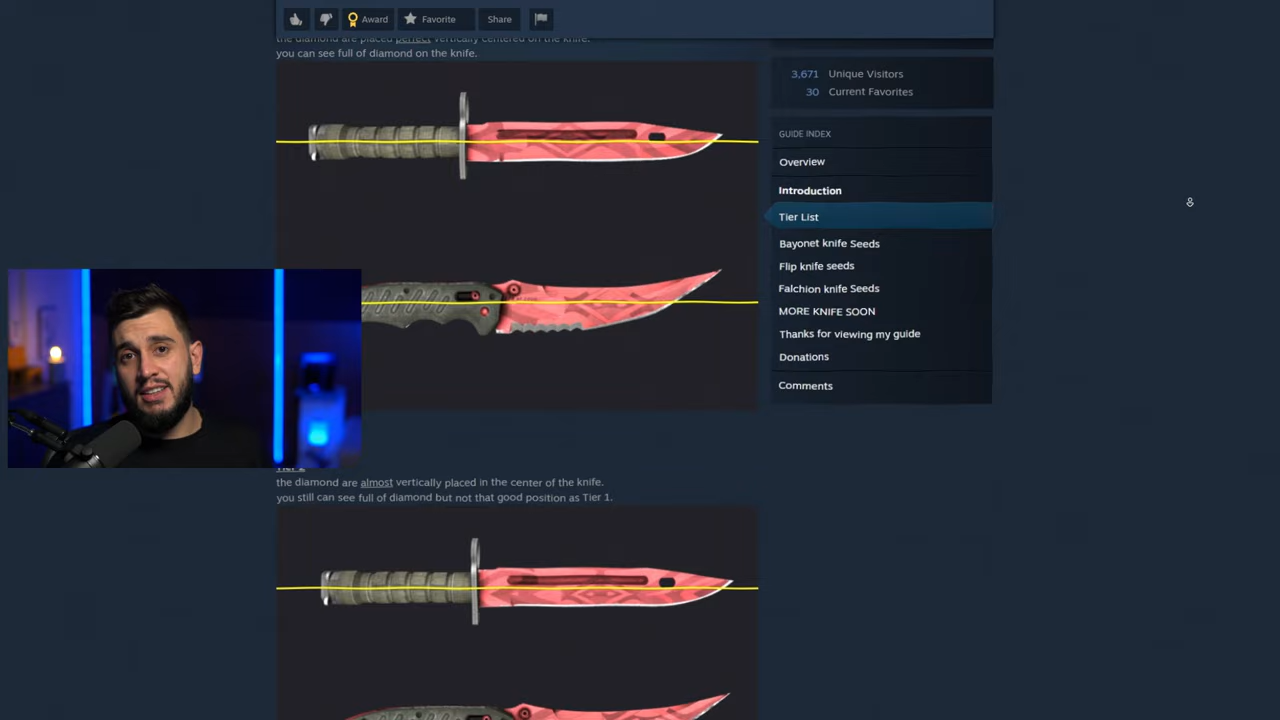 Award
Favorite
Share
the diamond are placed perfect vertically centered on the knife.
you can see full of diamond on the knife.
3,671 Unique Visitors
30 Current Favorites
GUIDE INDEX
Overview
Introduction
Tier List
Bayonet knife Seeds
Flip knife seeds
Falchion knife Seeds
MORE KNIFE SOON
Thanks for viewing my guide
Donations
Comments
Tier 2
the diamond are almost vertically placed in the center of the knife.
you still can see full of diamond but not that good position as Tier 1.